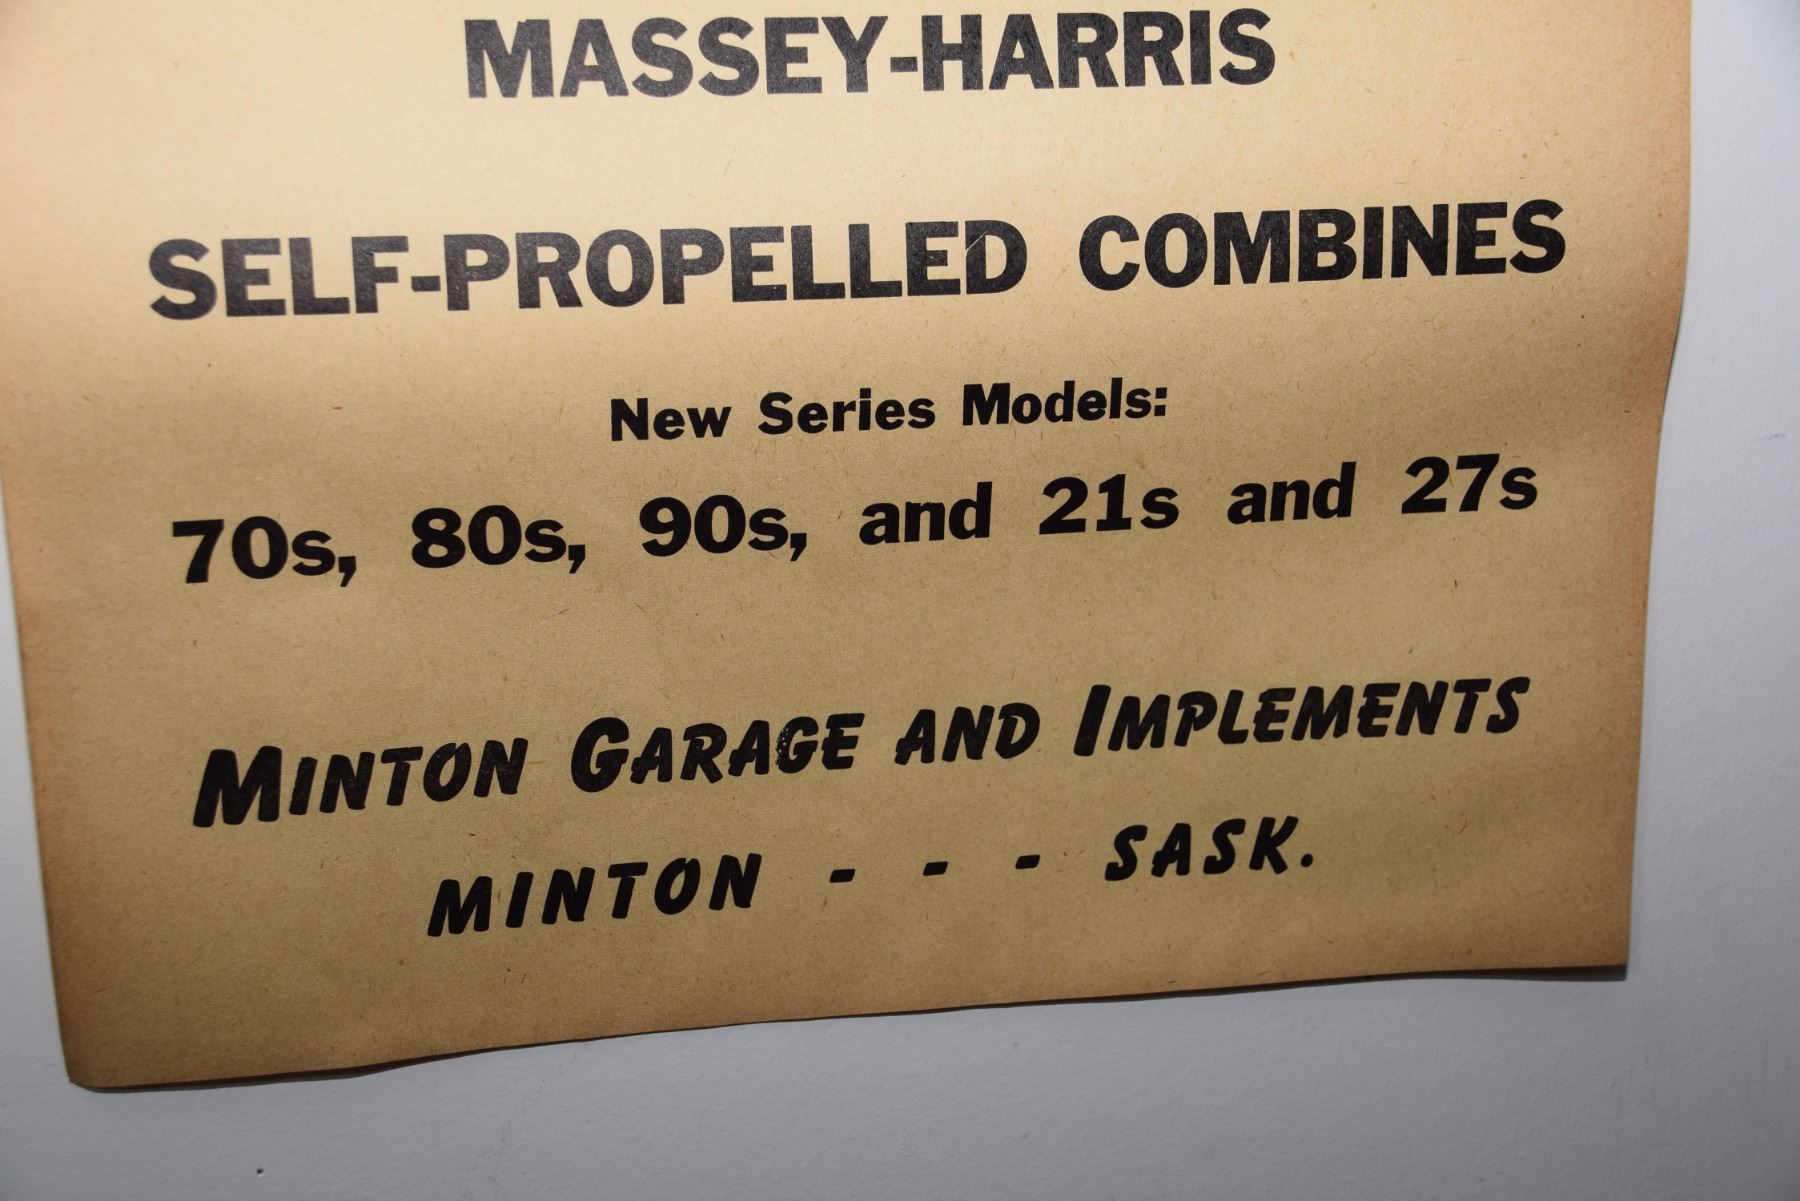 MASSEY-HARRIS
SELF-PROPELLED COMBINES
New Series Models:
70s, 80s, 90s, and 21s and 27s
MINTON GARAGE AND IMPLEMENTS
MINTON - - - SASK.